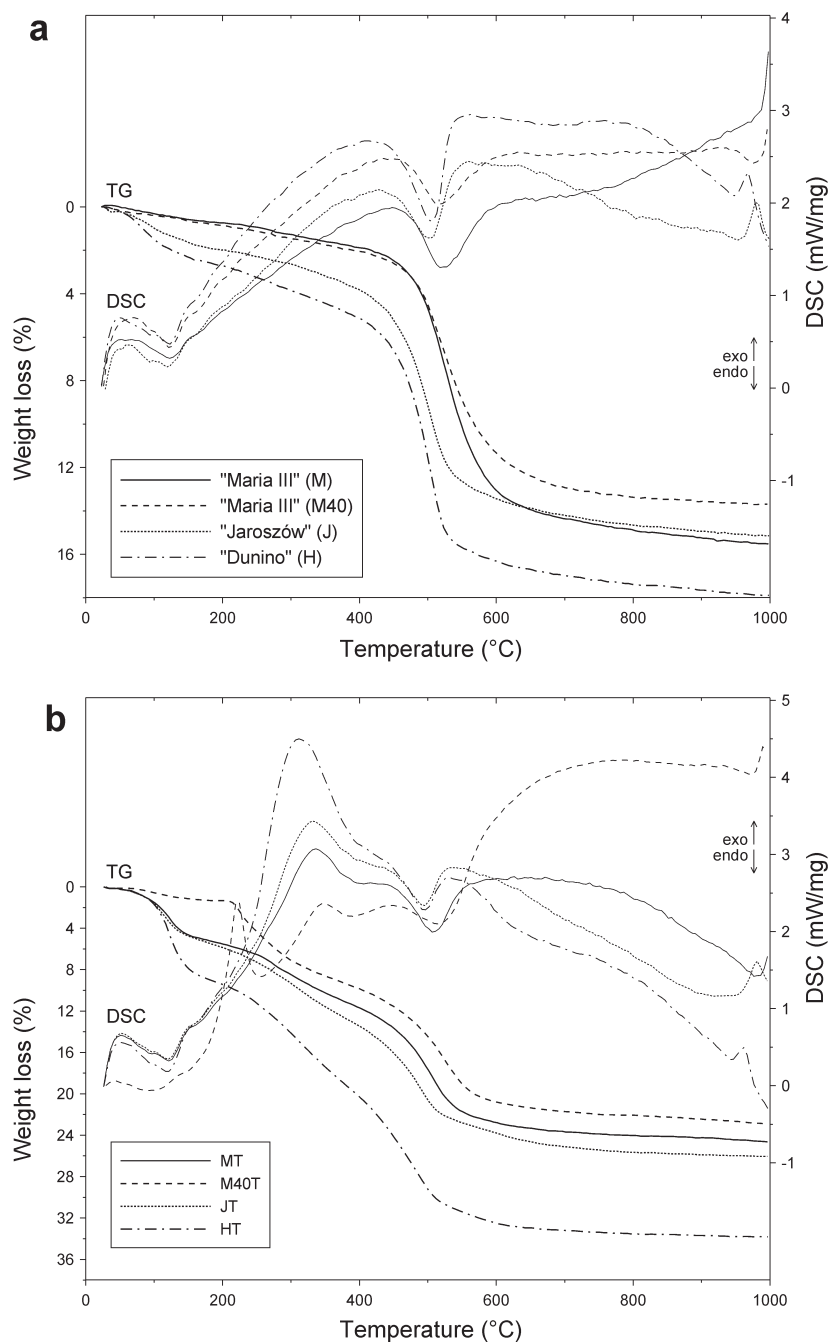 a
4
3
2
1
0
-1
DSC (mW/mg)
TG
DSC
exo
endo
0
4
8
12
16
Weight loss (%)
"Maria III" (M)
"Maria III" (M40)
"Jaroszów" (J)
"Dunino" (H)
0 200 400 600 800 1000
Temperature (°C)
b
5
4
3
2
1
0
-1
DSC (mW/mg)
exo
endo
TG
DSC
0
4
8
12
16
20
24
28
32
36
Weight loss (%)
MT
M40T
JT
HT
0 200 400 600 800 1000
Temperature (°C)